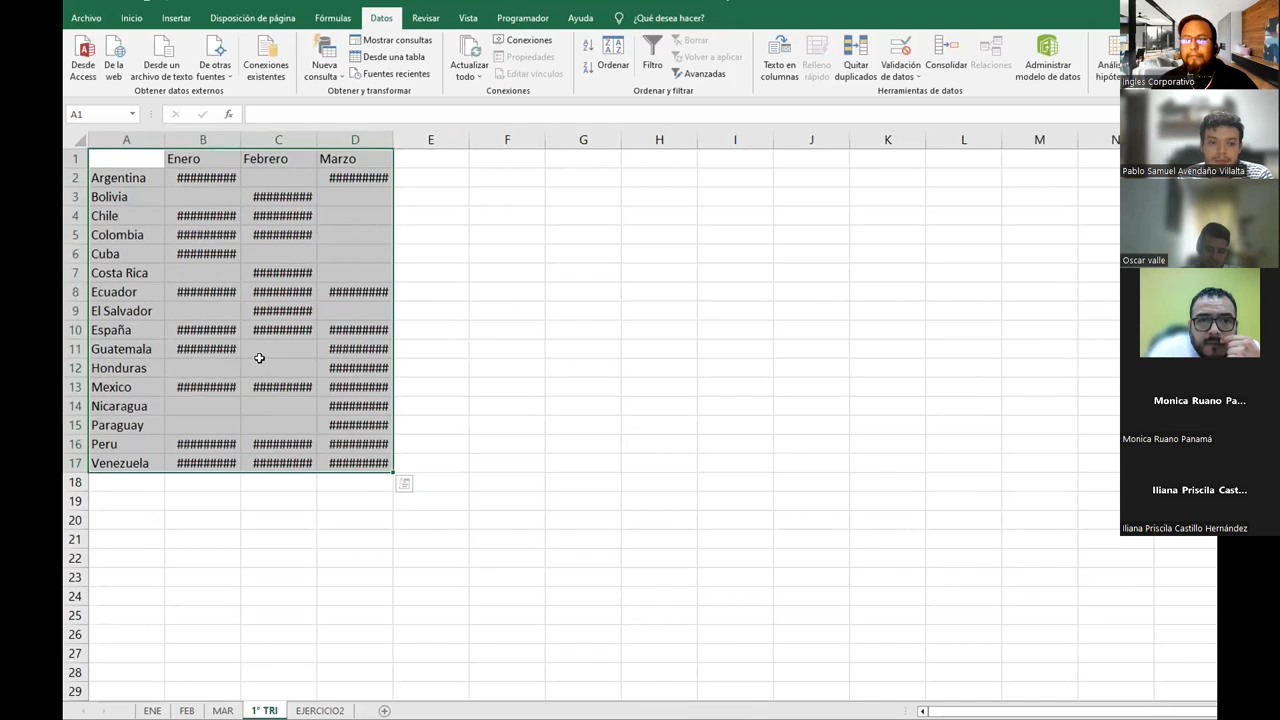 Archivo Inicio Insertar Disposición de página Fórmulas Datos Revisar Vista Programador Ayuda ¿Qué desea hacer?
Desde Access
De la web
Desde un archivo de texto
De otras fuentes
Conexiones existentes
Obtener datos externos
Nueva consulta
Mostrar consultas
Desde una tabla
Fuentes recientes
Obtener y transformar
Actualizar todo
Conexiones
Propiedades
Editar vínculos
Conexiones
Ordenar
Filtro
Borrar
Volver a aplicar
Avanzadas
Ordenar y filtrar
Texto en columnas
Relleno rápido
Quitar duplicados
Validación de datos
Consolidar
Relaciones
Administrar modelo de datos
Herramientas de datos
A1
fx
A B C D E F G H I J K L M N
1 Enero Febrero Marzo
2 Argentina ######### #########
3 Bolivia #########
4 Chile ######### #########
5 Colombia ######### #########
6 Cuba #########
7 Costa Rica #########
8 Ecuador ######### ######### #########
9 El Salvador #########
10 España ######### ######### #########
11 Guatemala ######### #########
12 Honduras #########
13 Mexico ######### ######### #########
14 Nicaragua #########
15 Paraguay #########
16 Peru ######### ######### #########
17 Venezuela ######### ######### #########
18
19
20
21
22
23
24
25
26
27
28
29
ENE FEB MAR 1° TRI EJERCICIO2
Ingles Corporativo
Pablo Samuel Avendaño Villalta
Oscar valle
Monica Ruano Pa...
Monica Ruano Panamá
Iliana Priscila Cast...
Iliana Priscila Castillo Hernández